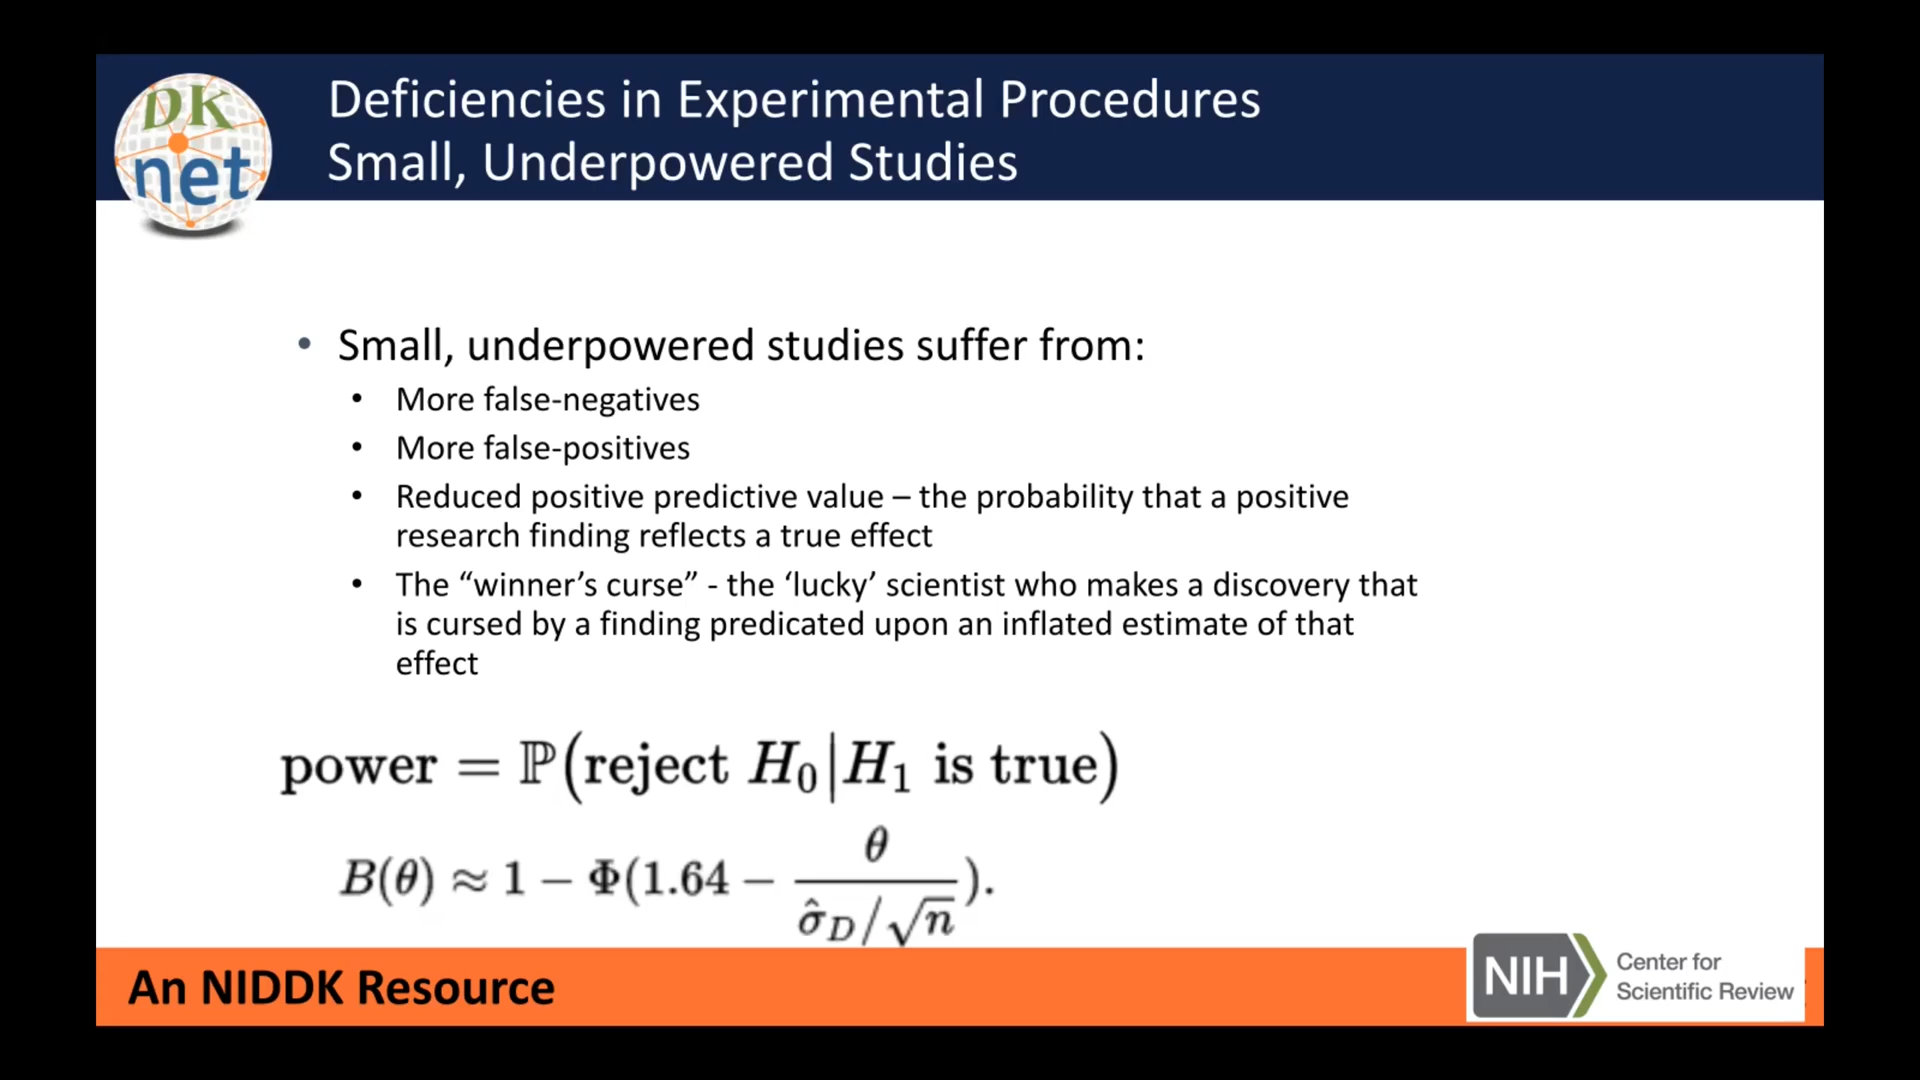 DK
net
Deficiencies in Experimental Procedures
Small, Underpowered Studies
• Small, underpowered studies suffer from:
• More false-negatives
• More false-positives
• Reduced positive predictive value – the probability that a positive
research finding reflects a true effect
• The “winner’s curse” - the ‘lucky’ scientist who makes a discovery that
is cursed by a finding predicated upon an inflated estimate of that
effect
power = ℙ(reject H₀|H₁ is true)
B(θ) ≈ 1 − Φ(1.64 − θ / (σ̂_D/√n)).
An NIDDK Resource
NIH
Center for
Scientific Review